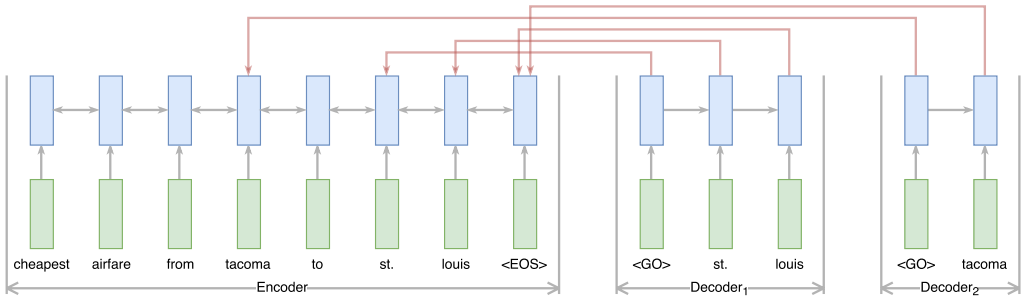 cheapest airfare from tacoma to st. louis <EOS> <GO> st. louis <GO> tacoma
Encoder Decoder1 Decoder2